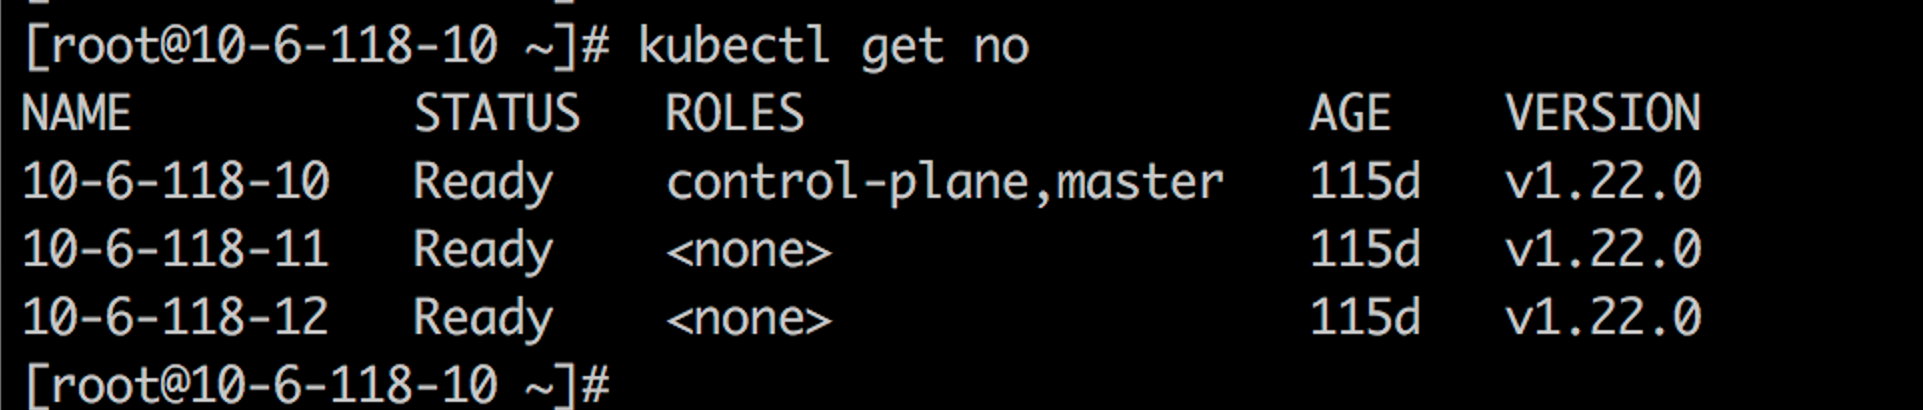 [root@10-6-118-10 ~]# kubectl get no
NAME STATUS ROLES AGE VERSION
10-6-118-10 Ready control-plane,master 115d v1.22.0
10-6-118-11 Ready <none> 115d v1.22.0
10-6-118-12 Ready <none> 115d v1.22.0
[root@10-6-118-10 ~]#